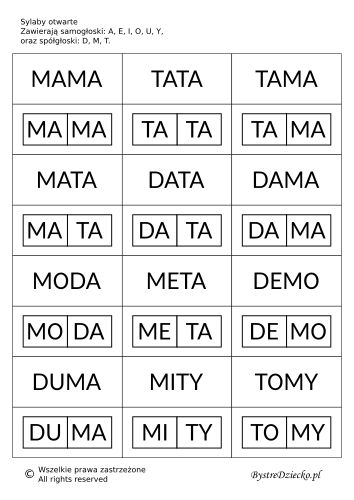 Sylaby otwarte
Zawierają samogłoski: A, E, I, O, U, Y,
oraz spółgłoski: D, M, T.
MAMA TATA TAMA
MA MA TA TA TA MA
MATA DATA DAMA
MA TA DA TA DA MA
MODA META DEMO
MO DA ME TA DE MO
DUMA MITY TOMY
DU MA MI TY TO MY
© Wszelkie prawa zastrzeżone
All rights reserved
BystreDziecko.pl